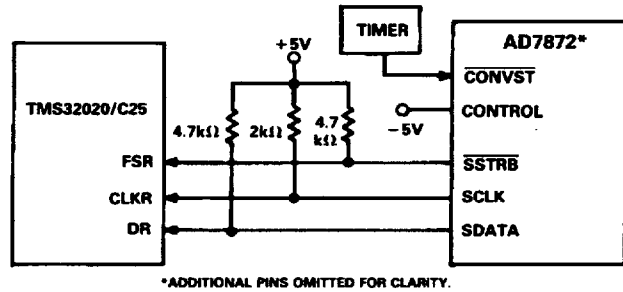 TIMER
+5V
AD7872*
CONVST
TMS32020/C25
4.7kΩ
2kΩ
4.7
kΩ
CONTROL
−5V
FSR
SSTRB
CLKR
SCLK
DR
SDATA
*ADDITIONAL PINS OMITTED FOR CLARITY.